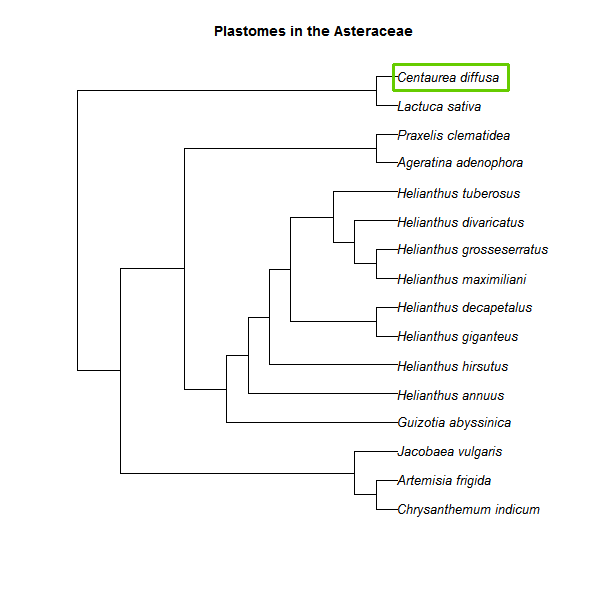 Plastomes in the Asteraceae
Centaurea diffusa
Lactuca sativa
Praxelis clematidea
Ageratina adenophora
Helianthus tuberosus
Helianthus divaricatus
Helianthus grosseserratus
Helianthus maximiliani
Helianthus decapetalus
Helianthus giganteus
Helianthus hirsutus
Helianthus annuus
Guizotia abyssinica
Jacobaea vulgaris
Artemisia frigida
Chrysanthemum indicum